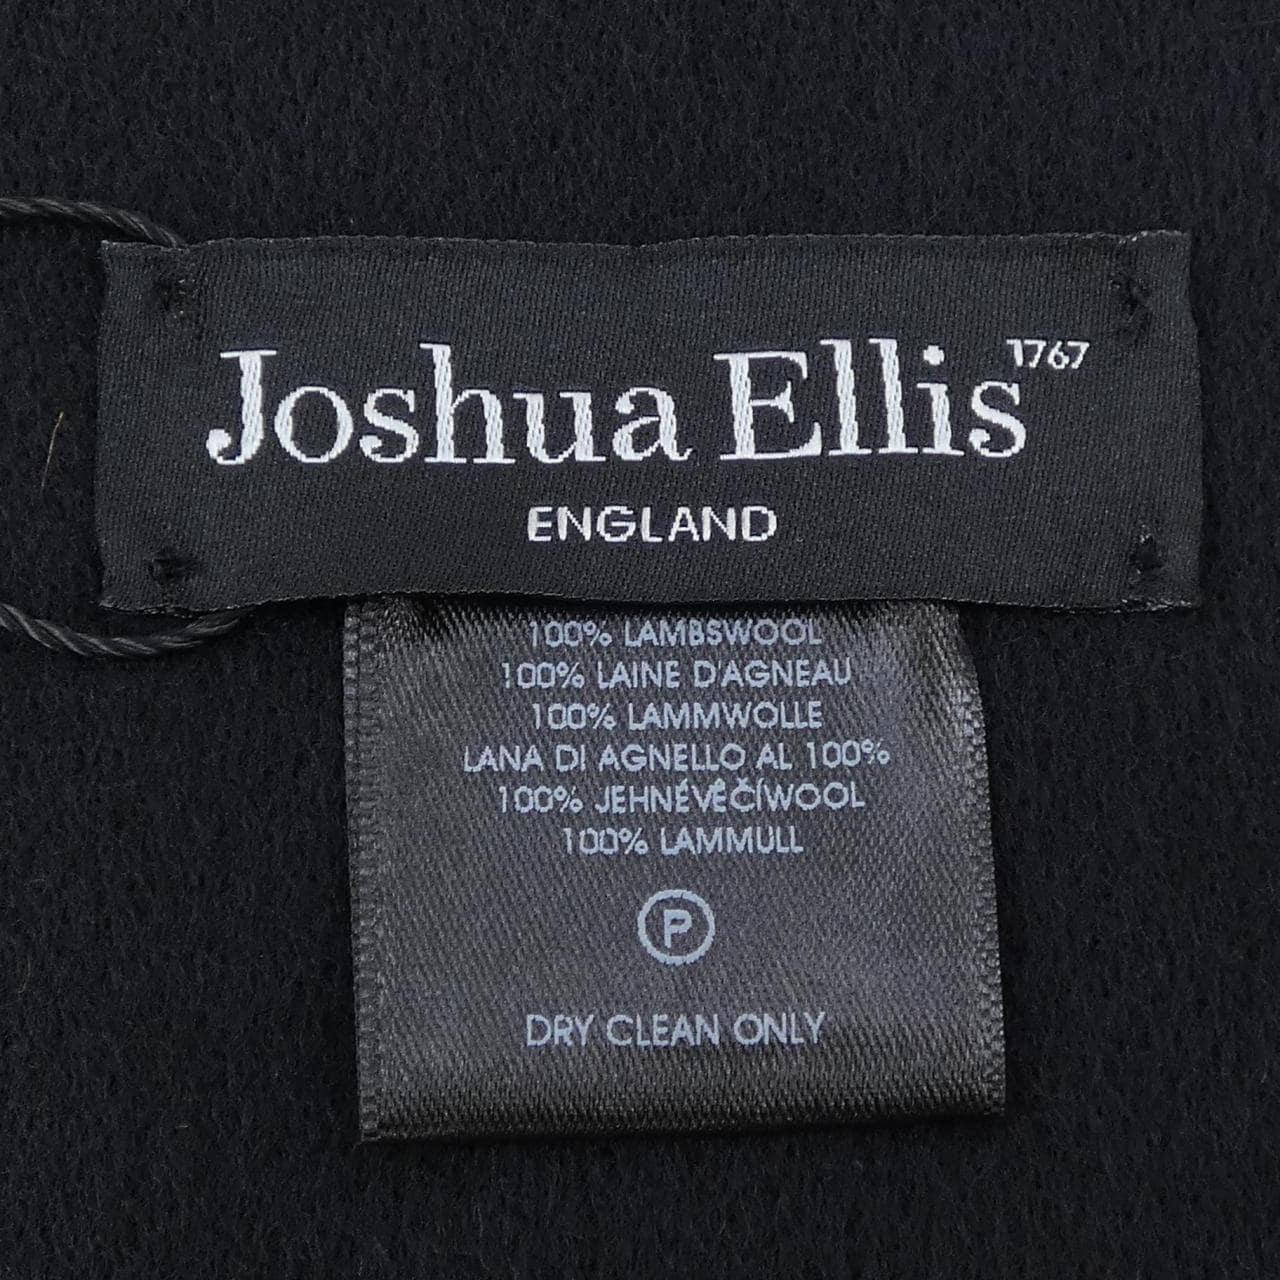 Joshua Ellis 1767
ENGLAND
100% LAMBSWOOL
100% LAINE D'AGNEAU
100% LAMMWOLLE
LANA DI AGNELLO AL 100%
100% JEHNÉVĚČÍWOOL
100% LAMMULL
P
DRY CLEAN ONLY